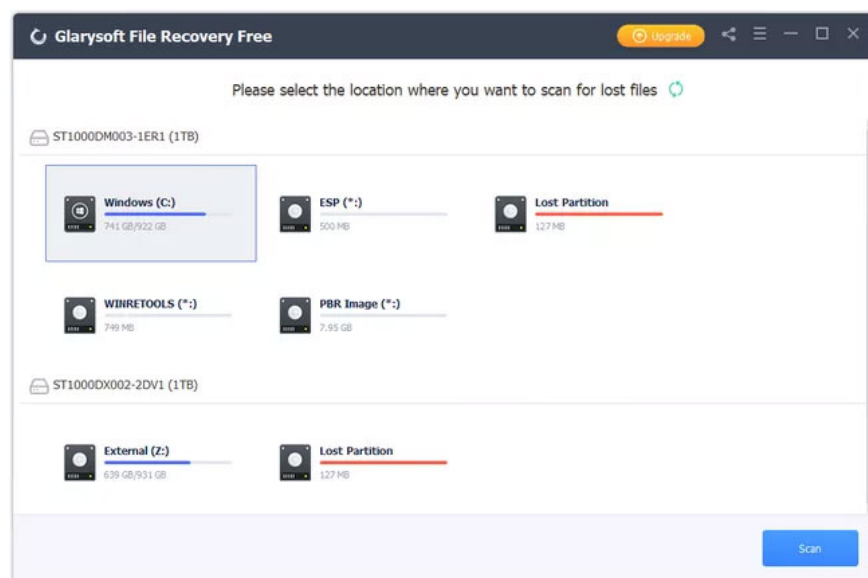 Glarysoft File Recovery Free
Upgrade
Please select the location where you want to scan for lost files
ST1000DM003-1ER1 (1TB)
Windows (C:)
741 GB/922 GB
ESP (*:)
500 MB
Lost Partition
127 MB
WINRETOOLS (*:)
749 MB
PBR Image (*:)
7.95 GB
ST1000DX002-2DV1 (1TB)
External (Z:)
639 GB/931 GB
Lost Partition
127 MB
Scan